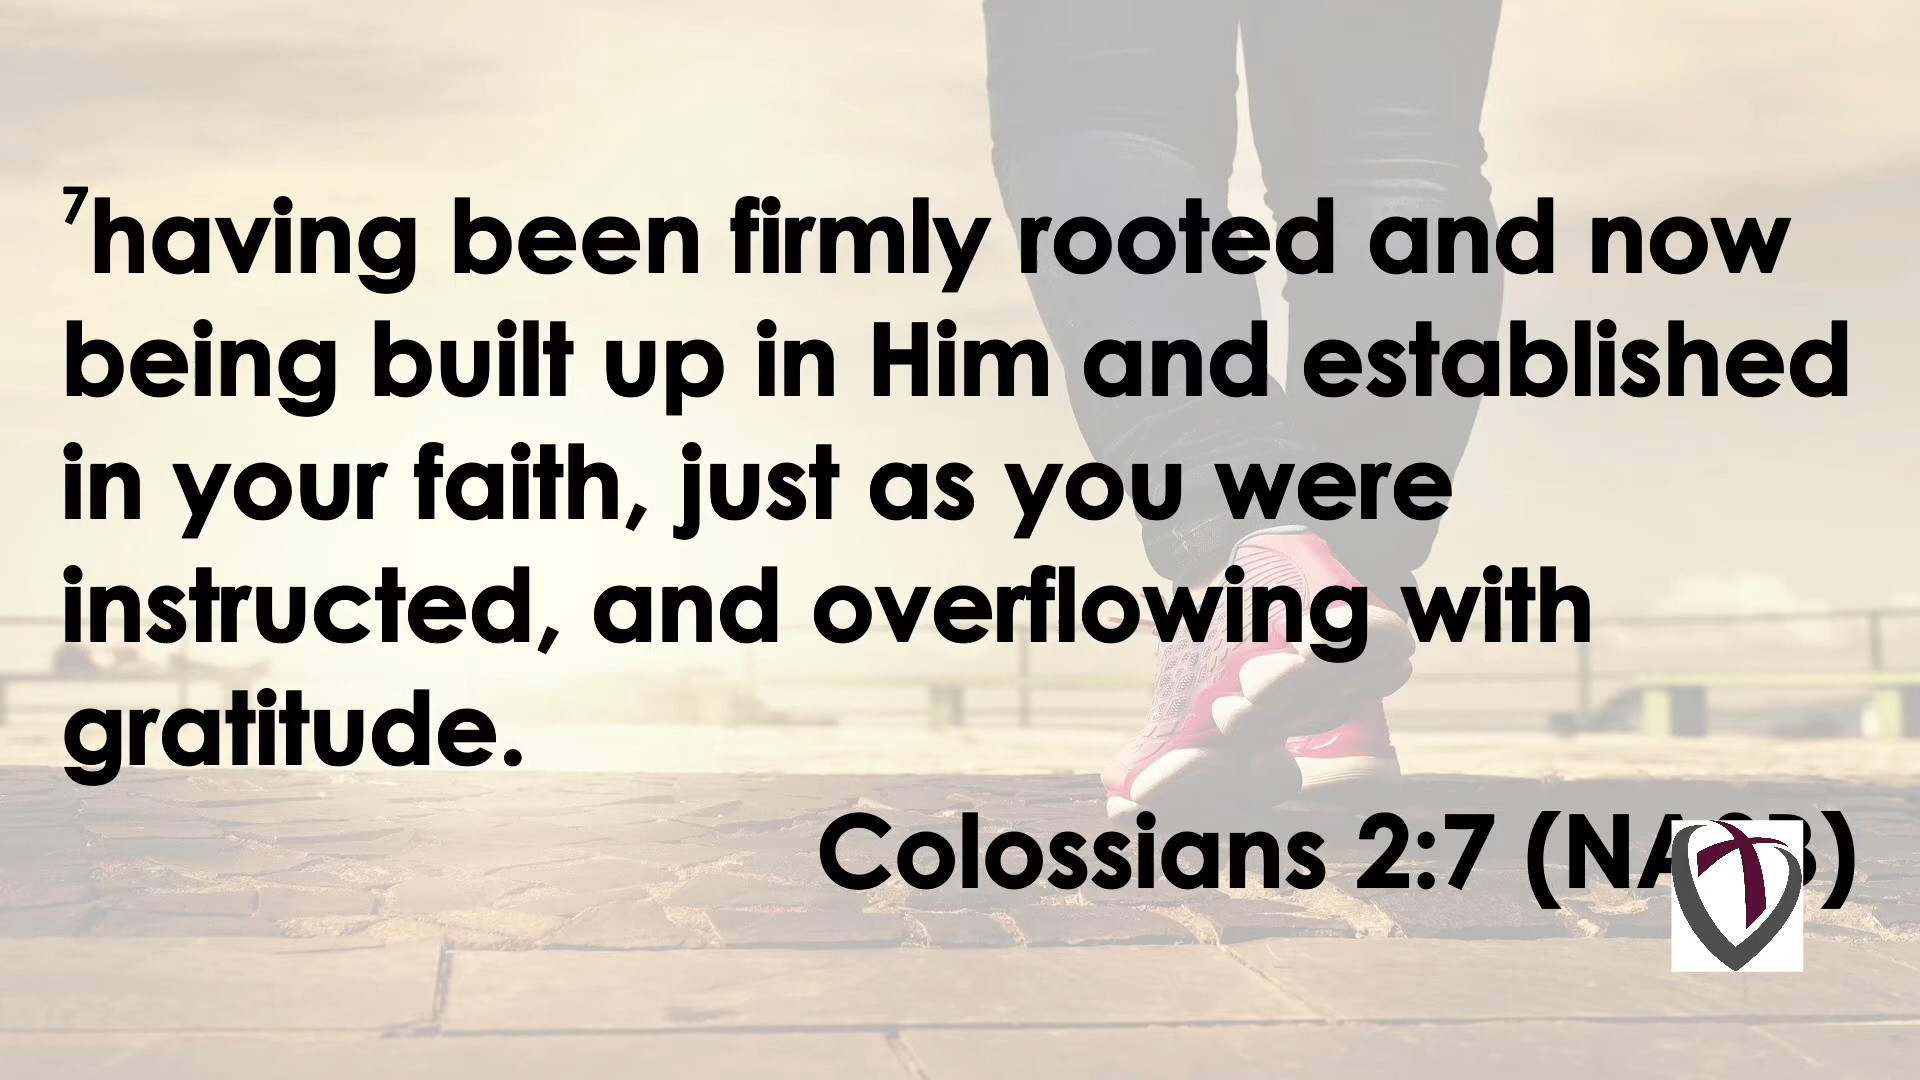 ⁷having been firmly rooted and now
being built up in Him and established
in your faith, just as you were
instructed, and overflowing with
gratitude.
Colossians 2:7